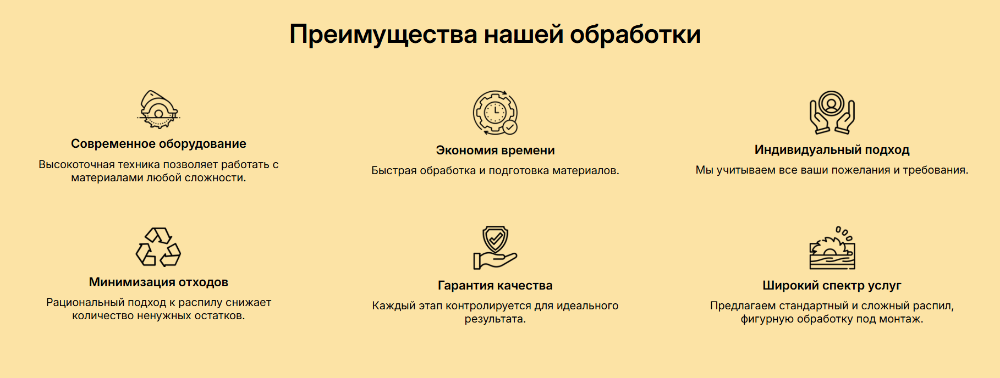 Преимущества нашей обработки
Современное оборудование
Высокоточная техника позволяет работать с
материалами любой сложности.
Экономия времени
Быстрая обработка и подготовка материалов.
Индивидуальный подход
Мы учитываем все ваши пожелания и требования.
Минимизация отходов
Рациональный подход к распилу снижает
количество ненужных остатков.
Гарантия качества
Каждый этап контролируется для идеального
результата.
Широкий спектр услуг
Предлагаем стандартный и сложный распил,
фигурную обработку под монтаж.